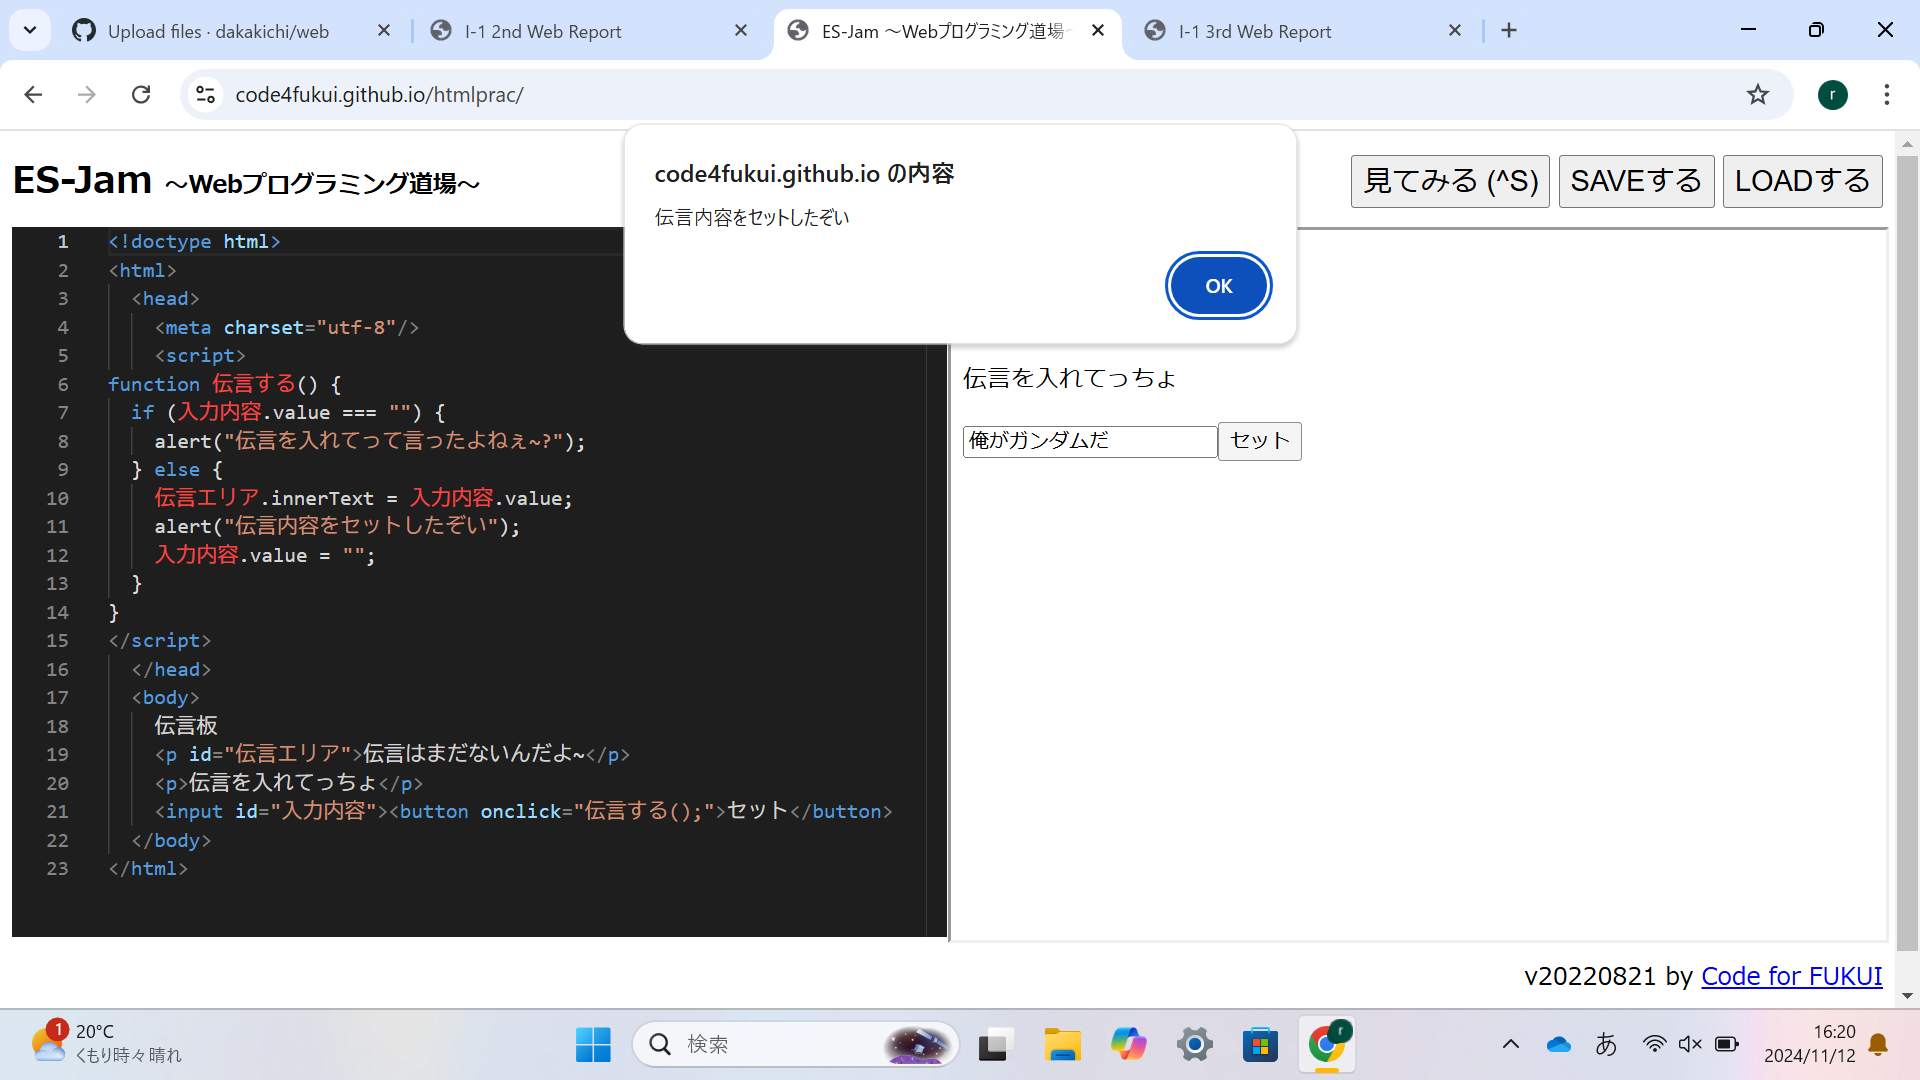 Upload files · dakakichi/web
I-1 2nd Web Report
ES-Jam ～Webプログラミング道場～
I-1 3rd Web Report
code4fukui.github.io/htmlprac/
r
ES-Jam ～Webプログラミング道場～
見てみる (^S)
SAVEする
LOADする
code4fukui.github.io の内容
伝言内容をセットしたぞい
OK
1 <!doctype html>
2 <html>
3 <head>
4 <meta charset="utf-8"/>
5 <script>
6 function 伝言する() {
7 if (入力内容.value === "") {
8 alert("伝言を入れてって言ったよねぇ~?");
9 } else {
10 伝言エリア.innerText = 入力内容.value;
11 alert("伝言内容をセットしたぞい");
12 入力内容.value = "";
13 }
14 }
15 </script>
16 </head>
17 <body>
18 伝言板
19 <p id="伝言エリア">伝言はまだないんだよ~</p>
20 <p>伝言を入れてっちょ</p>
21 <input id="入力内容"><button onclick="伝言する();">セット</button>
22 </body>
23 </html>
伝言を入れてっちょ
俺がガンダムだ
セット
v20220821 by Code for FUKUI
1
20°C
くもり時々晴れ
検索
r
あ
16:20
2024/11/12